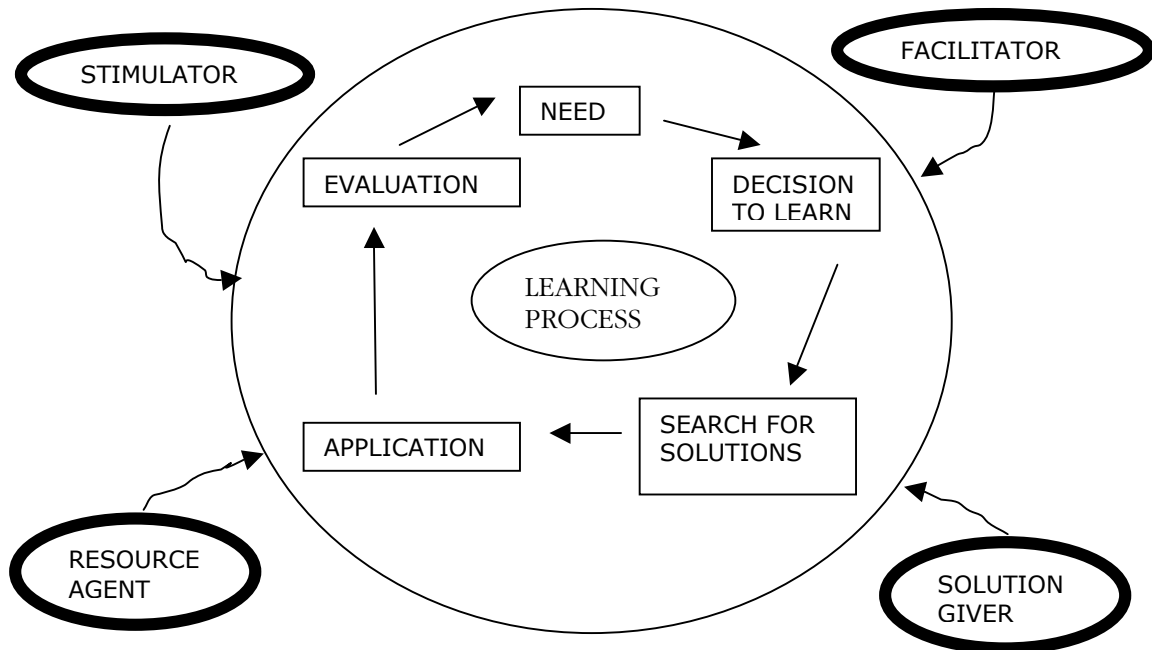 STIMULATOR
FACILITATOR
NEED
EVALUATION
DECISION
TO LEARN
LEARNING
PROCESS
APPLICATION
SEARCH FOR
SOLUTIONS
RESOURCE
AGENT
SOLUTION
GIVER